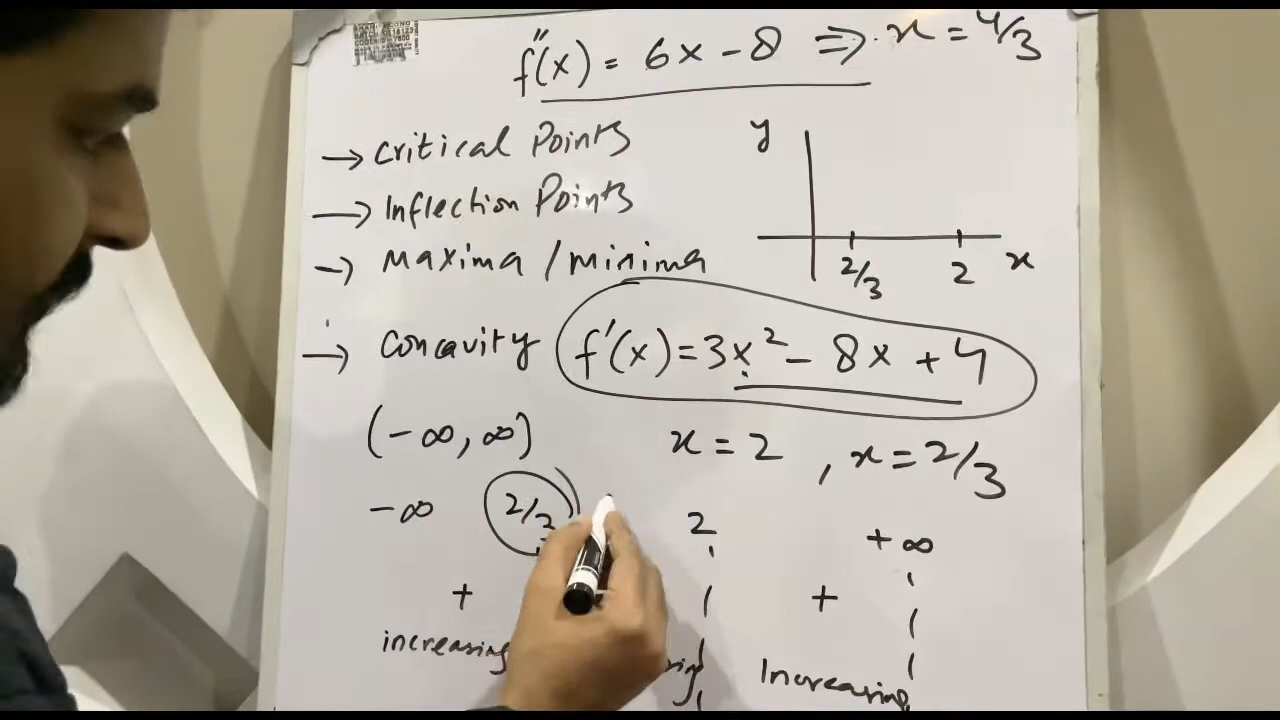 f''(x) = 6x - 8 ⇒ x = 4/3
→ Critical Points
→ Inflection Points
→ Maxima / minima
y
2/3 2 x
→ Concavity f'(x) = 3x² - 8x + 4
(-∞, ∞) x = 2 , x = 2/3
-∞ 2/3 2 +∞
+ +
increasing Increasing